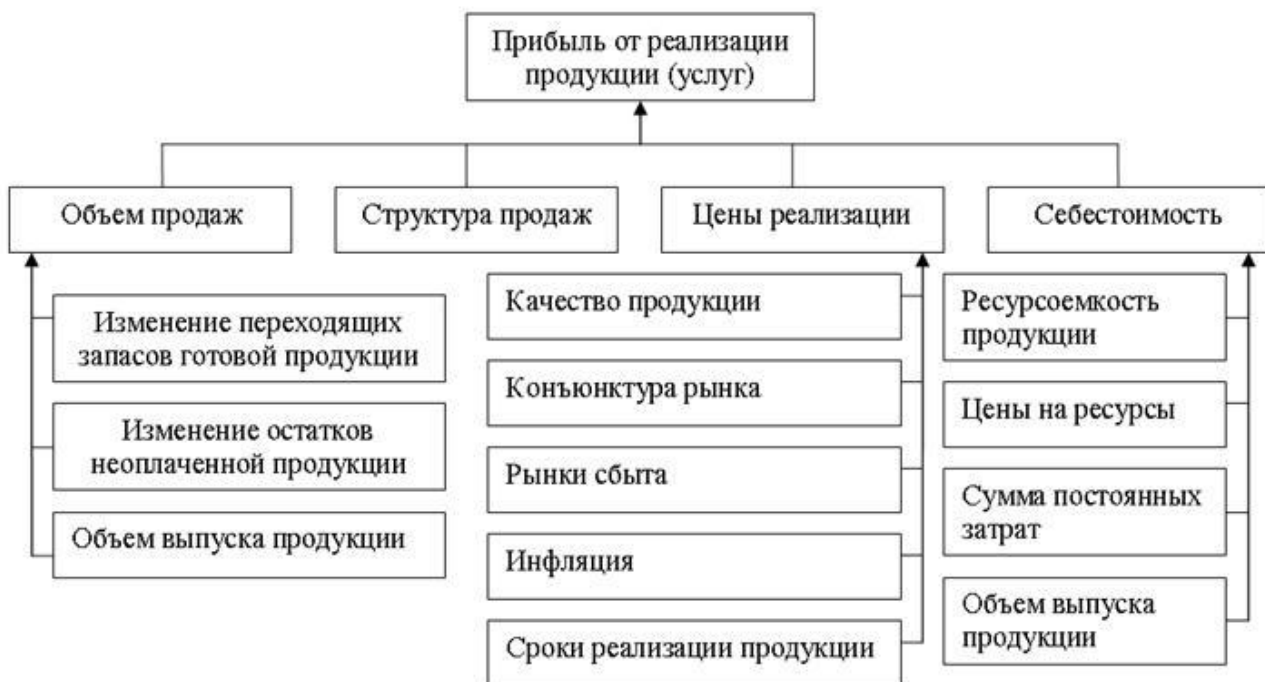 Прибыль от реализации
продукции (услуг)
Объем продаж
Структура продаж
Цены реализации
Себестоимость
Изменение переходящих
запасов готовой продукции
Изменение остатков
неоплаченной продукции
Объем выпуска продукции
Качество продукции
Конъюнктура рынка
Рынки сбыта
Инфляция
Сроки реализации продукции
Ресурсоемкость
продукции
Цены на ресурсы
Сумма постоянных
затрат
Объем выпуска
продукции